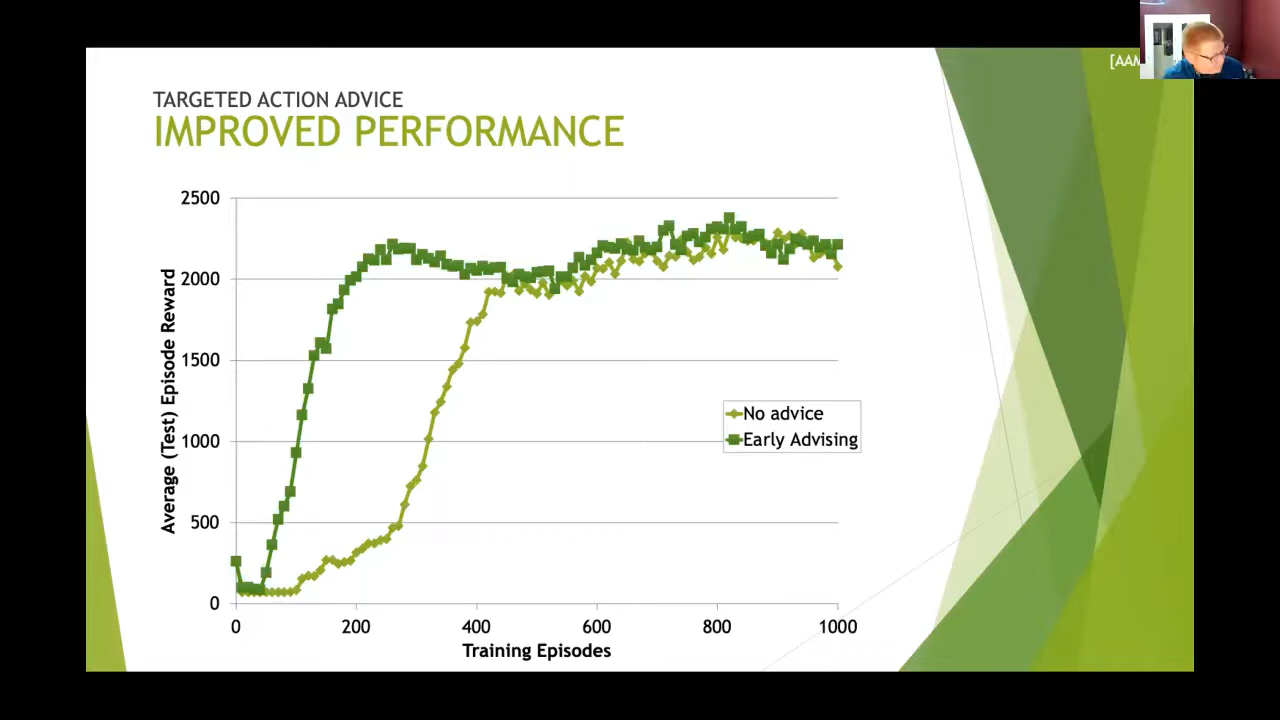 [AAM
TARGETED ACTION ADVICE
IMPROVED PERFORMANCE
2500
2000
1500
1000
500
0
Average (Test) Episode Reward
No advice
Early Advising
0 200 400 600 800 1000
Training Episodes